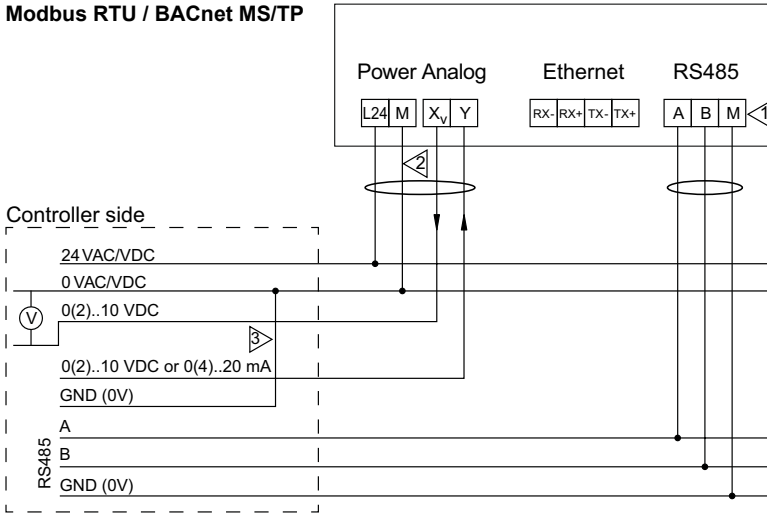 Modbus RTU / BACnet MS/TP
Power Analog Ethernet RS485
L24 M Xv Y RX- RX+ TX- TX+ A B M 1
2
Controller side
24 VAC/VDC
0 VAC/VDC
0(2)..10 VDC
V
3
0(2)..10 VDC or 0(4)..20 mA
GND (0V)
A
RS485
B
GND (0V)